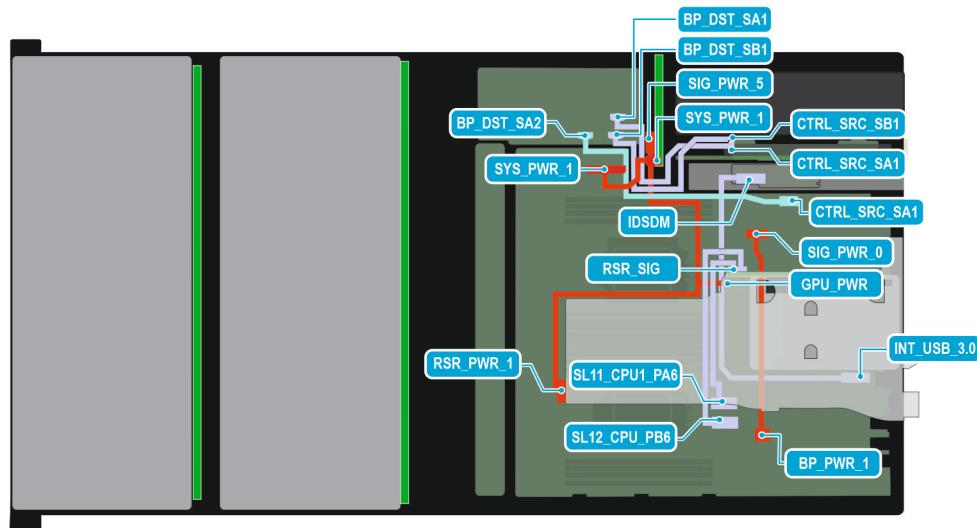 BP_DST_SA1
BP_DST_SB1
SIG_PWR_5
SYS_PWR_1
BP_DST_SA2
CTRL_SRC_SB1
CTRL_SRC_SA1
SYS_PWR_1
IDSDM
CTRL_SRC_SA1
SIG_PWR_0
RSR_SIG
GPU_PWR
INT_USB_3.0
RSR_PWR_1
SL11_CPU1_PA6
SL12_CPU_PB6
BP_PWR_1